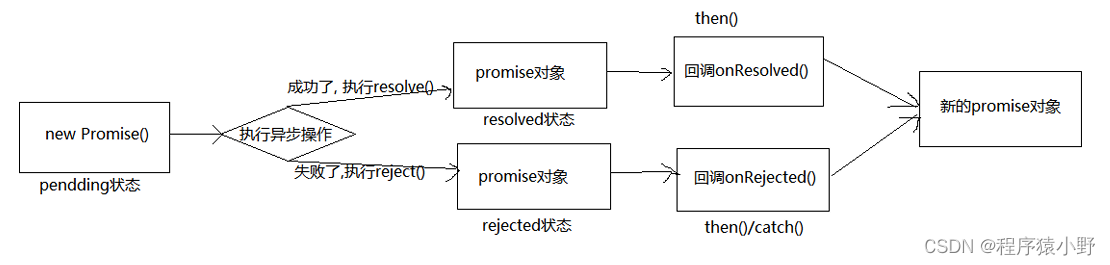 then()
成功了, 执行resolve()
promise对象
回调onResolved()
新的promise对象
new Promise()
执行异步操作
resolved状态
pendding状态
失败了,执行reject()
promise对象
回调onRejected()
rejected状态
then()/catch()
CSDN @程序猿小野